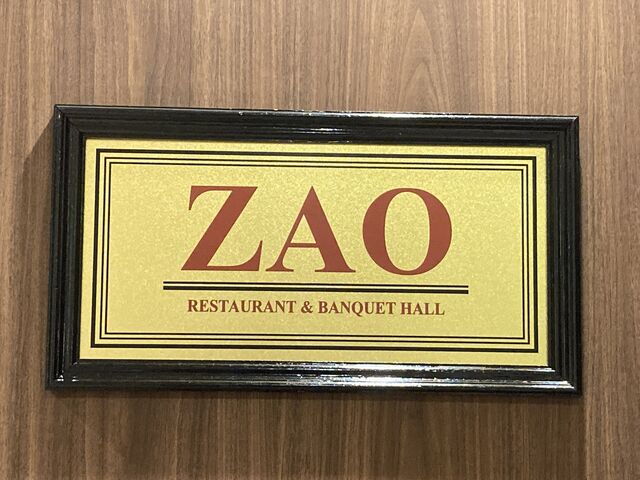 ZAO
RESTAURANT & BANQUET HALL